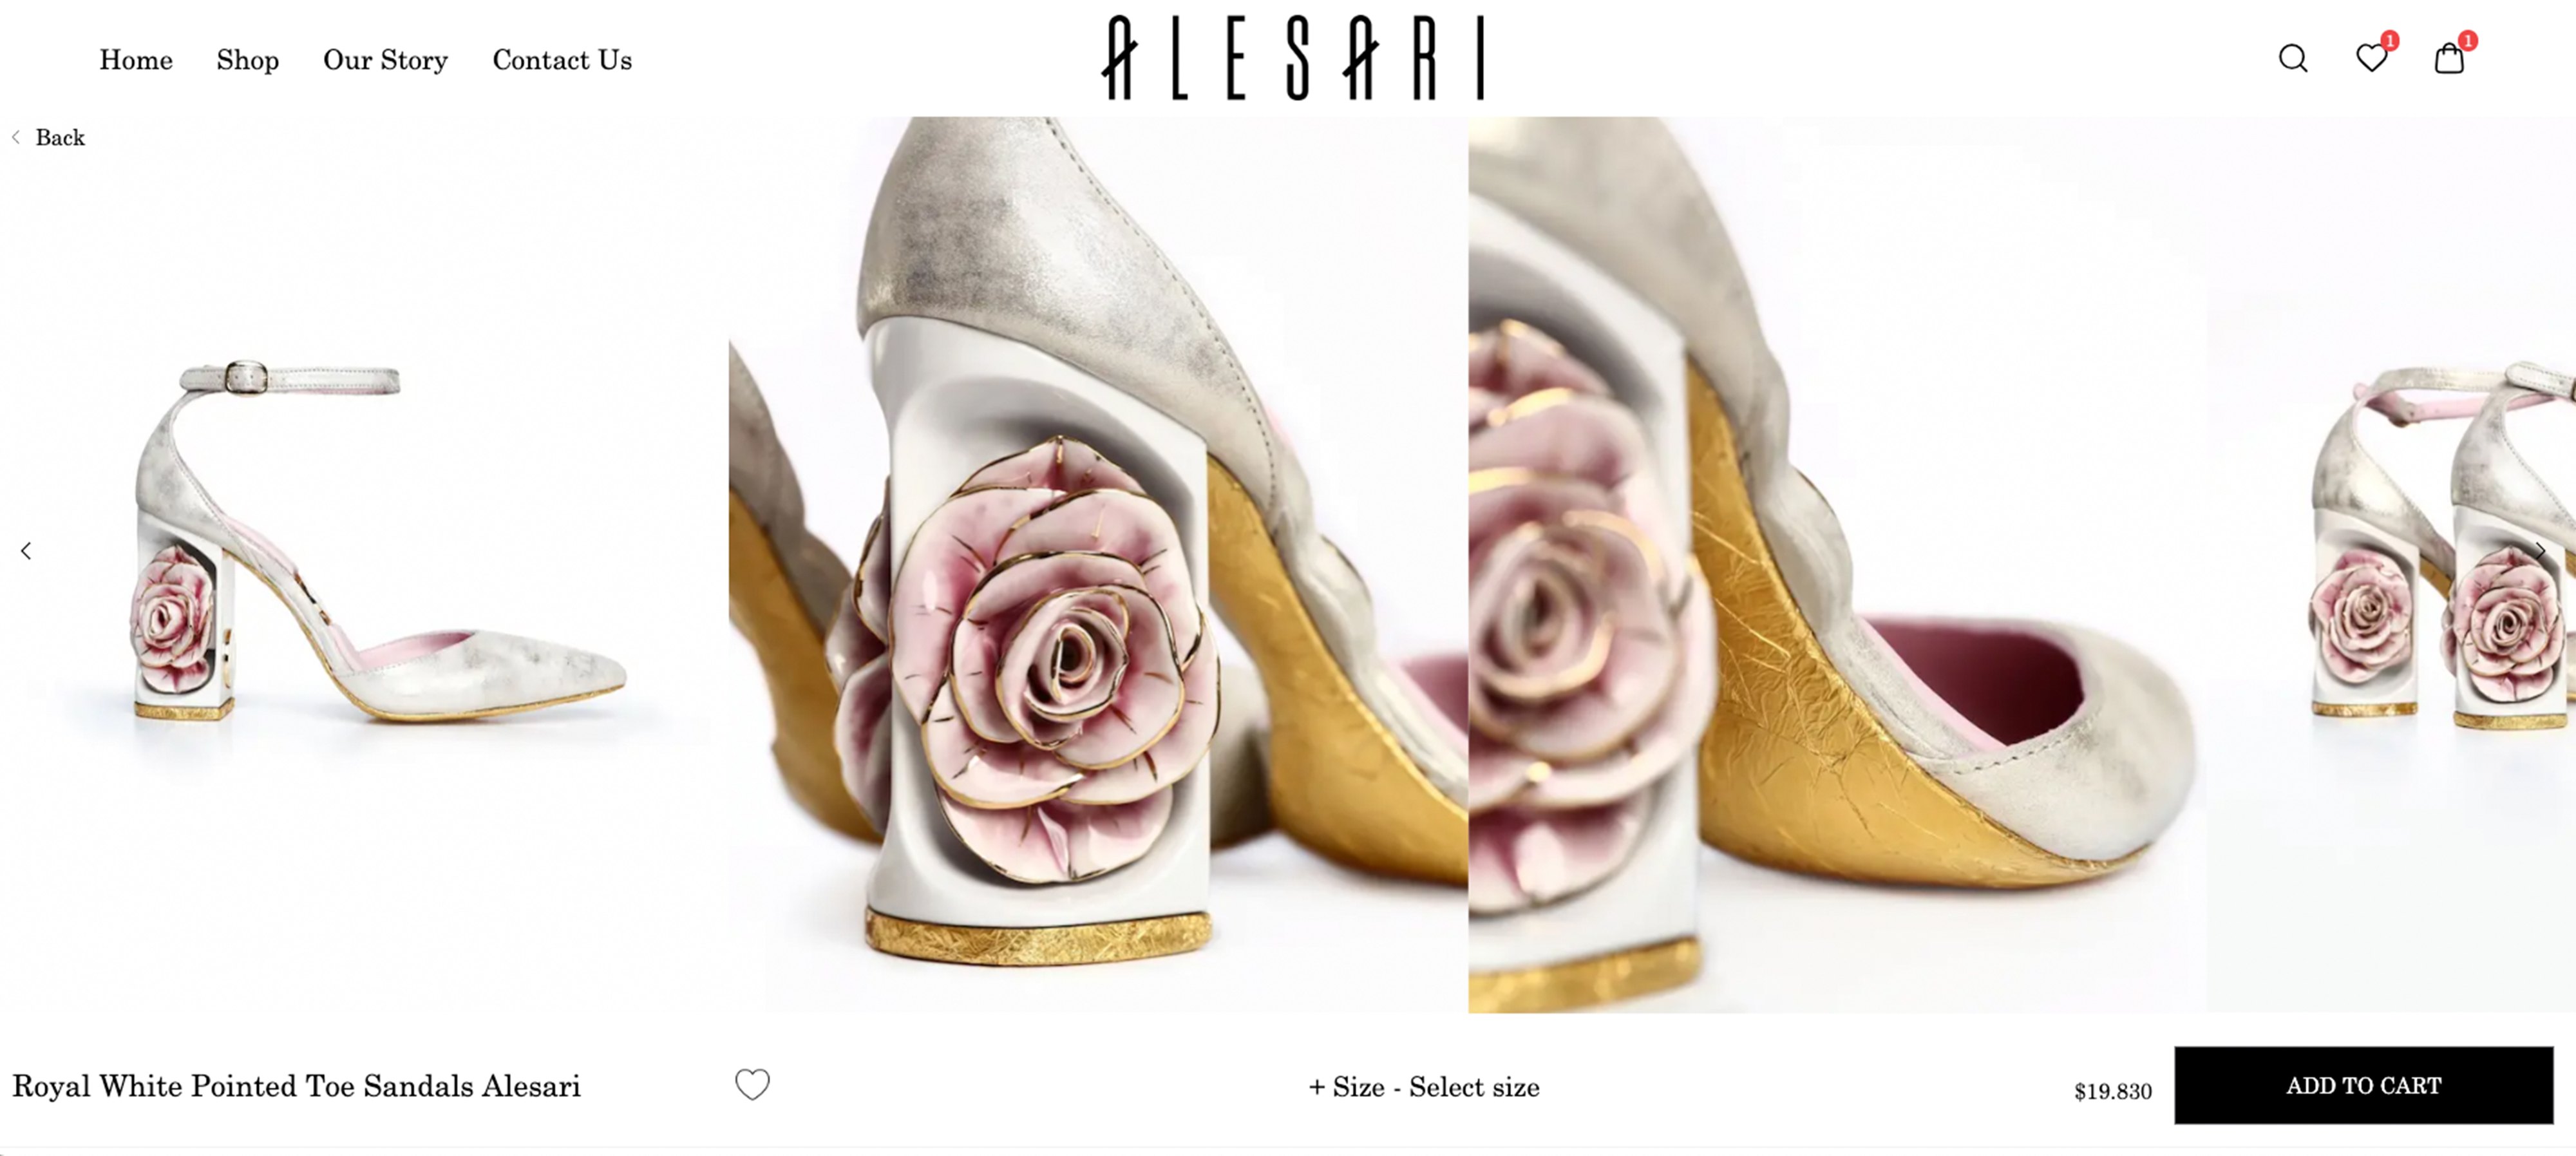 Home Shop Our Story Contact Us
ALESARI
1
1
Back
Royal White Pointed Toe Sandals Alesari
+ Size - Select size
$19.830
ADD TO CART